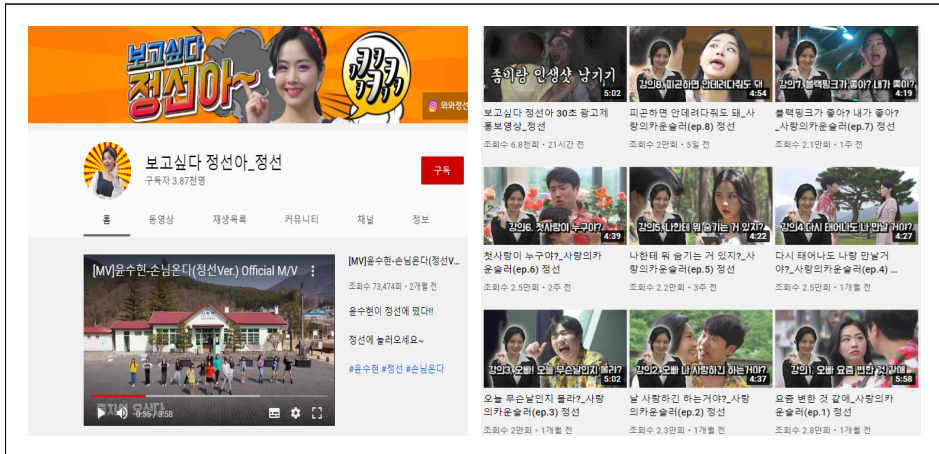 보고싶다
정선아~
킥킥
와와정선
보고싶다 정선아_정선
구독자 3.87천명
구독
홈
동영상
재생목록
커뮤니티
채널
정보
[MV]윤수현-손님온다(정선Ver.) Official M/V
0:55 / 3:58
[MV]윤수현-손님온다(정선V...
조회수 73,474회 • 2개월 전
윤수현이 정선에 떴다!!
정선에 놀러오세요~
#윤수현 #정선 #손님온다
좀비랑 인생샷 남기기
5:02
보고싶다 정선아 30초 광고제
홍보영상_정선
조회수 6.8천회 • 21시간 전
강의8. 피곤하면 안데려다줘도 돼
4:54
피곤하면 안데려다줘도 돼_사
랑의카운슬러(ep.8) 정선
조회수 2만회 • 5일 전
강의7. 블랙핑크가 좋아? 내가 좋아?
4:19
블랙핑크가 좋아? 내가 좋아?
_사랑의카운슬러(ep.7) 정선
조회수 2.1만회 • 1주 전
강의6. 첫사랑이 누구야?
4:39
첫사랑이 누구야?_사랑의카
운슬러(ep.6) 정선
조회수 2.5만회 • 2주 전
강의5. 나한테 뭐 숨기는 거 있지?
4:22
나한테 뭐 숨기는 거 있지?_사
랑의카운슬러(ep.5) 정선
조회수 2.2만회 • 3주 전
강의4. 다시 태어나도 나 만날 거야?
4:27
다시 태어나도 나랑 만날거
야?_사랑의카운슬러(ep.4) ...
조회수 2.5만회 • 1개월 전
강의3. 오빠! 오늘 무슨날인지 몰라?
5:02
오늘 무슨날인지 몰라?_사랑
의카운슬러(ep.3) 정선
조회수 2만회 • 1개월 전
강의2. 오빠 나 사랑하긴 하는거야?
4:37
날 사랑하긴 하는거야?_사랑
의카운슬러(ep.2) 정선
조회수 2.3만회 • 1개월 전
강의1. 오빠 요즘 변한 것 같애
5:58
요즘 변한 것 같애_사랑의카
운슬러(ep.1) 정선
조회수 2.8만회 • 1개월 전